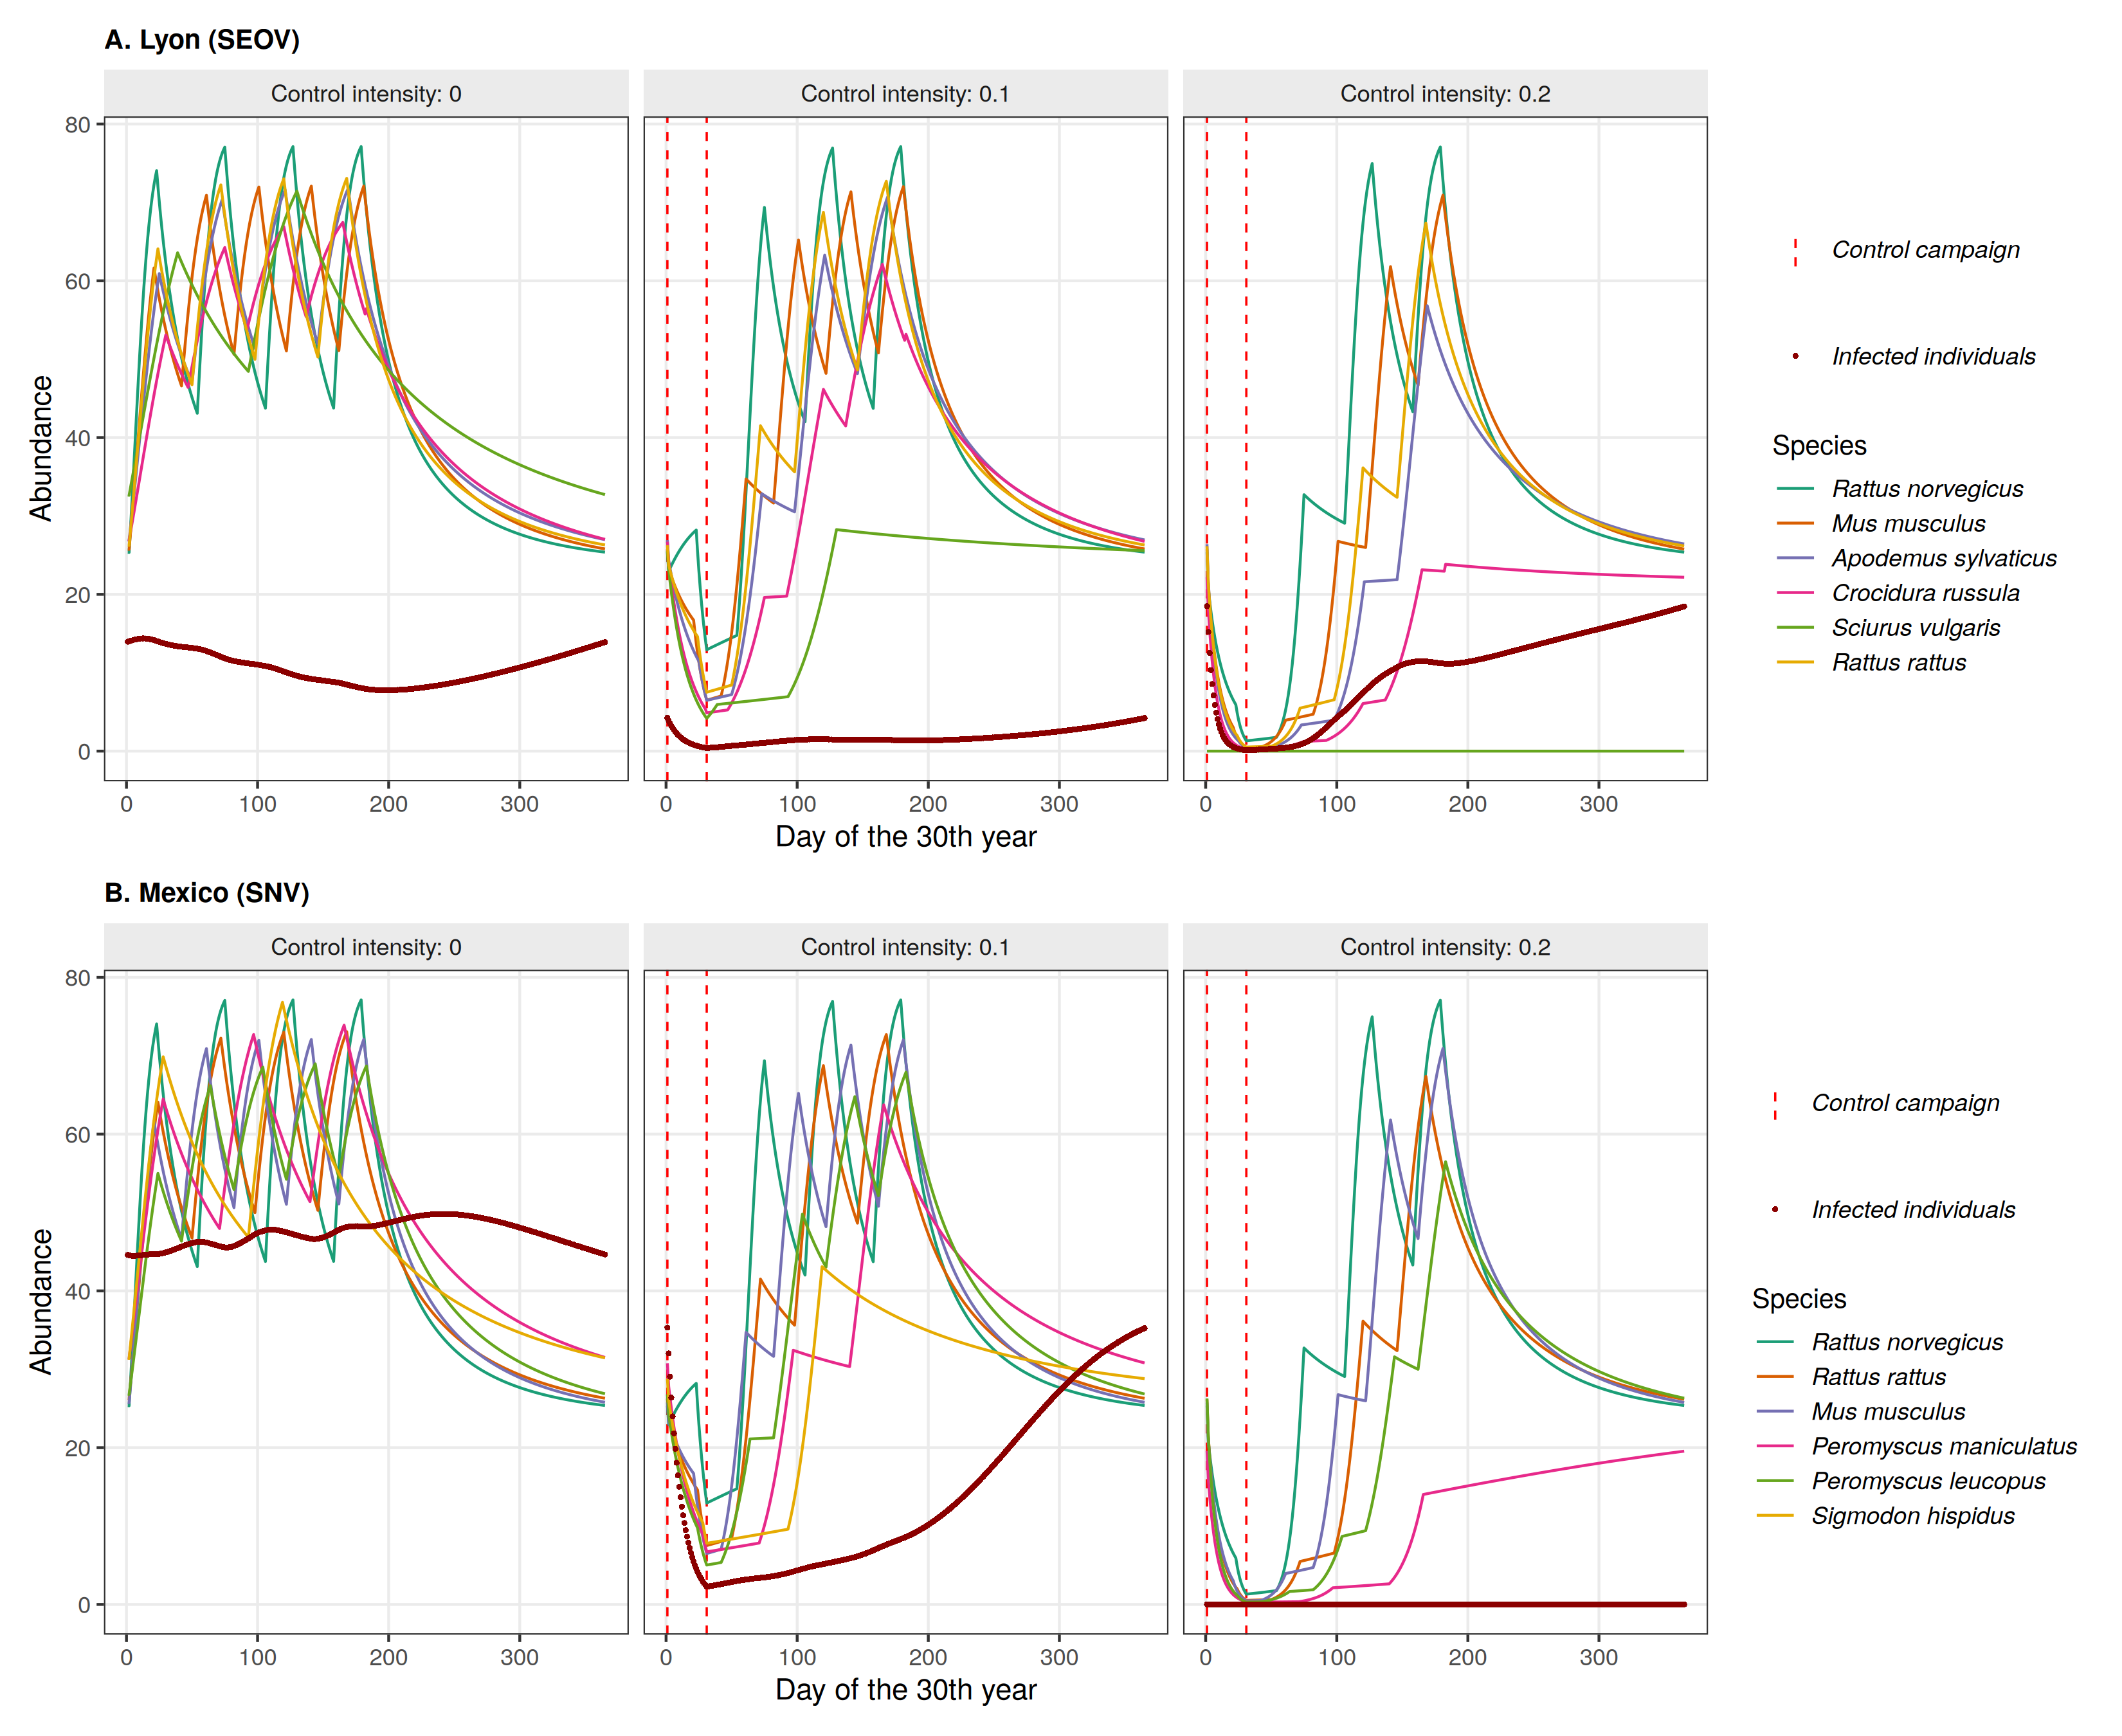 A. Lyon (SEOV)
Control intensity: 0
Control intensity: 0.1
Control intensity: 0.2
80
60
40
20
0
Abundance
0 100 200 300
0 100 200 300
0 100 200 300
Day of the 30th year
Control campaign
Infected individuals
Species
Rattus norvegicus
Mus musculus
Apodemus sylvaticus
Crocidura russula
Sciurus vulgaris
Rattus rattus
B. Mexico (SNV)
Control intensity: 0
Control intensity: 0.1
Control intensity: 0.2
80
60
40
20
0
Abundance
0 100 200 300
0 100 200 300
0 100 200 300
Day of the 30th year
Control campaign
Infected individuals
Species
Rattus norvegicus
Rattus rattus
Mus musculus
Peromyscus maniculatus
Peromyscus leucopus
Sigmodon hispidus